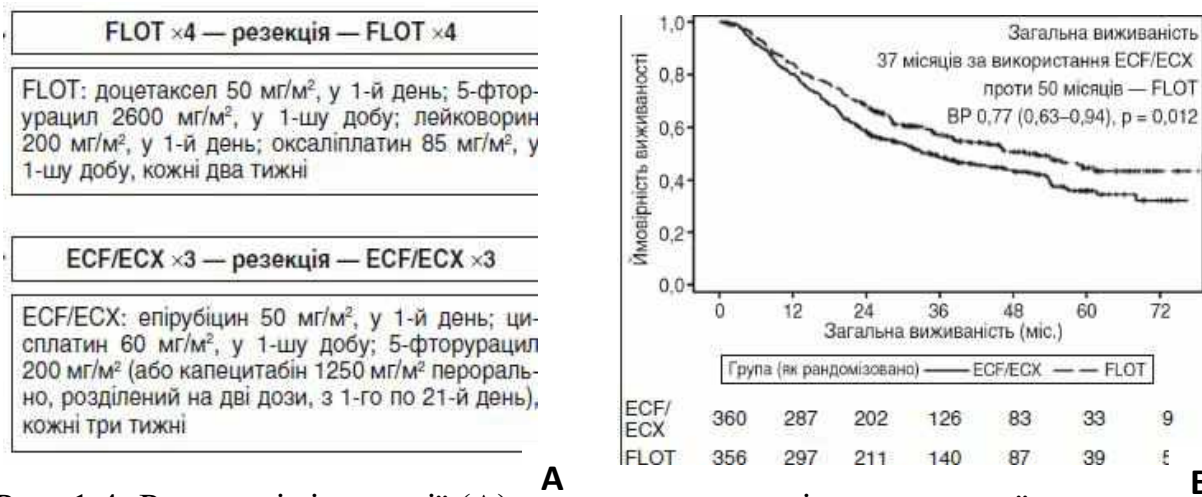 FLOT ×4 — резекція — FLOT ×4
FLOT: доцетаксел 50 мг/м², у 1-й день; 5-фтор-
урацил 2600 мг/м², у 1-шу добу; лейковорин
200 мг/м², у 1-й день; оксаліплатин 85 мг/м², у
1-шу добу, кожні два тижні
ECF/ECX ×3 — резекція — ECF/ECX ×3
ECF/ECX: епірубіцин 50 мг/м², у 1-й день; ци-
сплатин 60 мг/м², у 1-шу добу; 5-фторурацил
200 мг/м² (або капецитабін 1250 мг/м² перораль-
но, розділений на дві дози, з 1-го по 21-й день),
кожні три тижні
А
Ймовірність виживаності
1,0
0,8
0,6
0,4
0,2
0,0
Загальна виживаність
37 місяців за використання ECF/ECX
проти 50 місяців — FLOT
ВР 0,77 (0,63–0,94), p = 0,012
0 12 24 36 48 60 72
Загальна виживаність (міс.)
Група (як рандомізовано) ECF/ECX FLOT
ECF/
ECX 360 287 202 126 83 33 9
FLOT 356 297 211 140 87 39